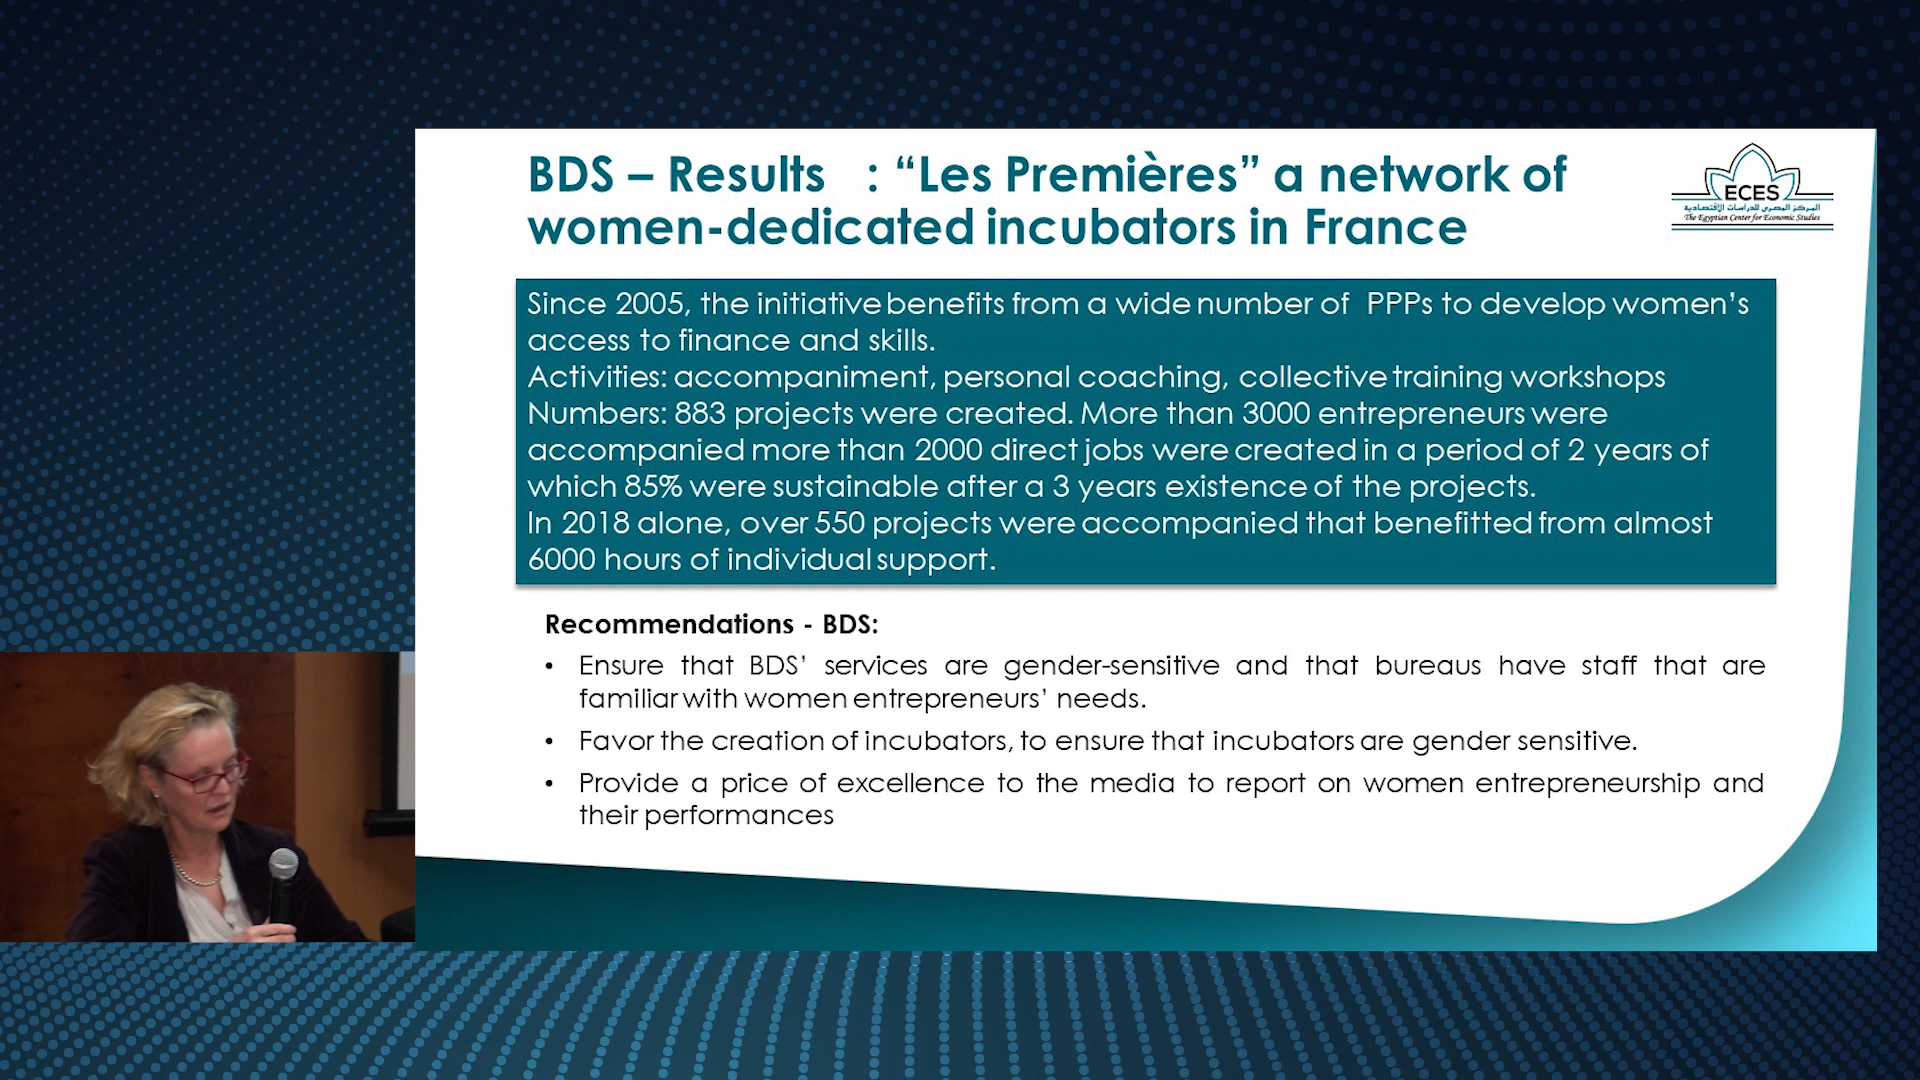 BDS – Results : “Les Premières” a network of
women-dedicated incubators in France
ECES
المركز المصري للدراسات الاقتصادية
The Egyptian Center for Economic Studies
Since 2005, the initiative benefits from a wide number of PPPs to develop women’s
access to finance and skills.
Activities: accompaniment, personal coaching, collective training workshops
Numbers: 883 projects were created. More than 3000 entrepreneurs were
accompanied more than 2000 direct jobs were created in a period of 2 years of
which 85% were sustainable after a 3 years existence of the projects.
In 2018 alone, over 550 projects were accompanied that benefitted from almost
6000 hours of individual support.
Recommendations - BDS:
• Ensure that BDS’ services are gender-sensitive and that bureaus have staff that are
familiar with women entrepreneurs’ needs.
• Favor the creation of incubators, to ensure that incubators are gender sensitive.
• Provide a price of excellence to the media to report on women entrepreneurship and
their performances